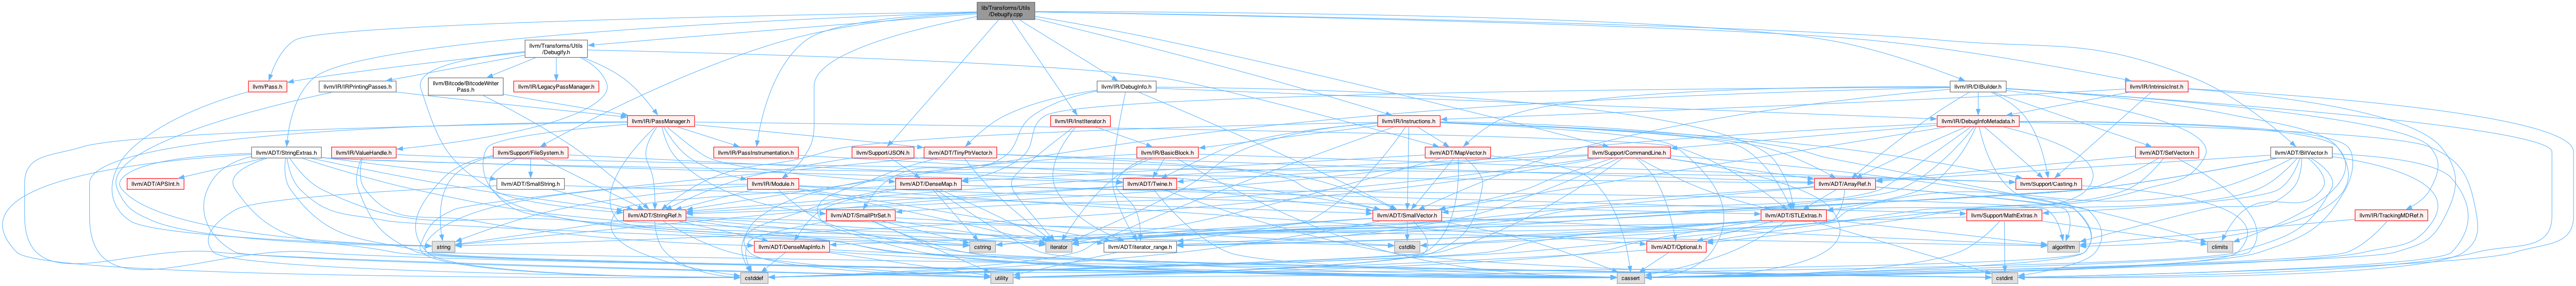 lib/Transforms/Utils
/Debugify.cpp
llvm/Transforms/Utils
/Debugify.h
llvm/Pass.h
llvm/IR/IRPrintingPasses.h
llvm/Bitcode/BitcodeWriter
Pass.h
llvm/IR/LegacyPassManager.h
llvm/IR/DebugInfo.h
llvm/IR/DIBuilder.h
llvm/IR/IntrinsicInst.h
llvm/IR/PassManager.h
llvm/IR/InstIterator.h
llvm/IR/Instructions.h
llvm/IR/DebugInfoMetadata.h
llvm/ADT/StringExtras.h
llvm/IR/ValueHandle.h
llvm/Support/FileSystem.h
llvm/IR/PassInstrumentation.h
llvm/Support/JSON.h
llvm/ADT/TinyPtrVector.h
llvm/IR/BasicBlock.h
llvm/ADT/MapVector.h
llvm/Support/CommandLine.h
llvm/ADT/SetVector.h
llvm/ADT/BitVector.h
llvm/ADT/APSInt.h
llvm/ADT/SmallString.h
llvm/IR/Module.h
llvm/ADT/DenseMap.h
llvm/ADT/Twine.h
llvm/ADT/ArrayRef.h
llvm/Support/Casting.h
llvm/ADT/StringRef.h
llvm/ADT/SmallPtrSet.h
llvm/ADT/SmallVector.h
llvm/ADT/STLExtras.h
llvm/Support/MathExtras.h
llvm/IR/TrackingMDRef.h
string
llvm/ADT/DenseMapInfo.h
cstring
iterator
llvm/ADT/iterator_range.h
cstdlib
llvm/ADT/Optional.h
algorithm
climits
cstddef
utility
cassert
cstdint